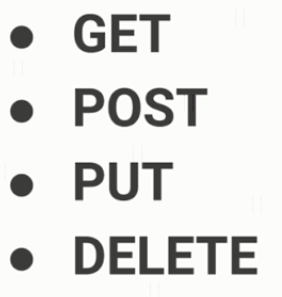 • GET
• POST
• PUT
• DELETE